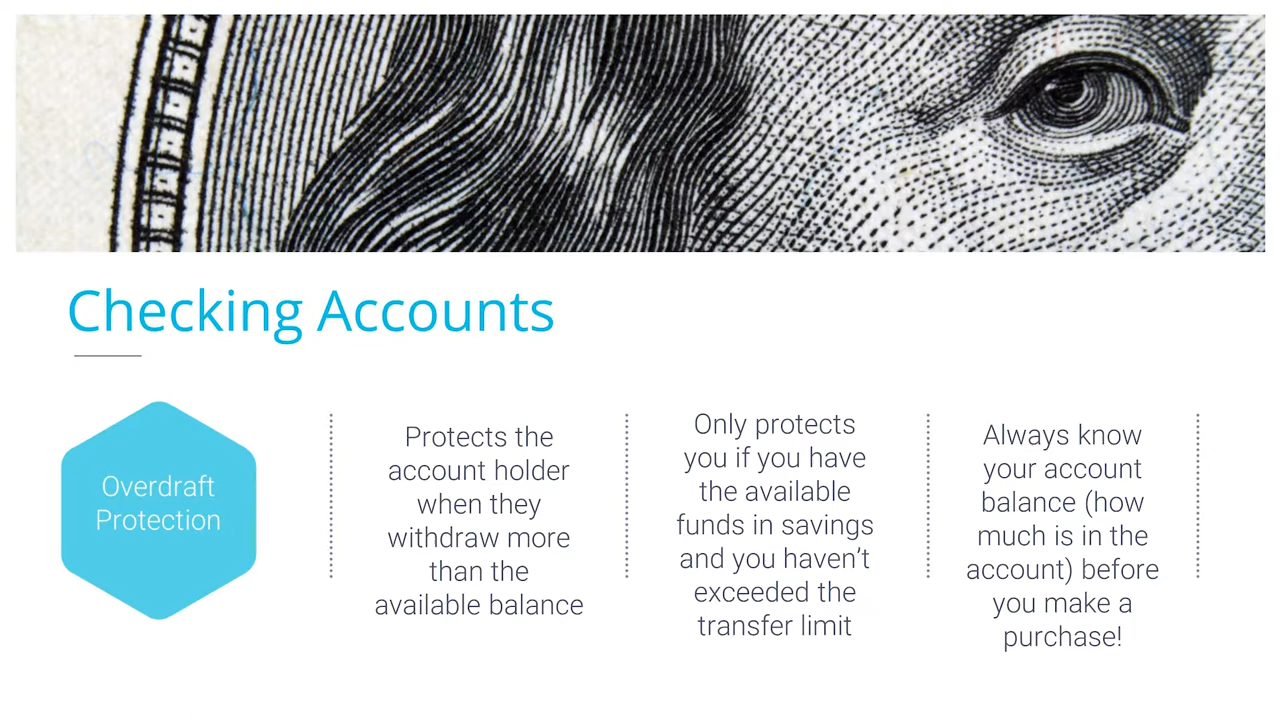 Checking Accounts
Overdraft
Protection
Protects the
account holder
when they
withdraw more
than the
available balance
Only protects
you if you have
the available
funds in savings
and you haven’t
exceeded the
transfer limit
Always know
your account
balance (how
much is in the
account) before
you make a
purchase!